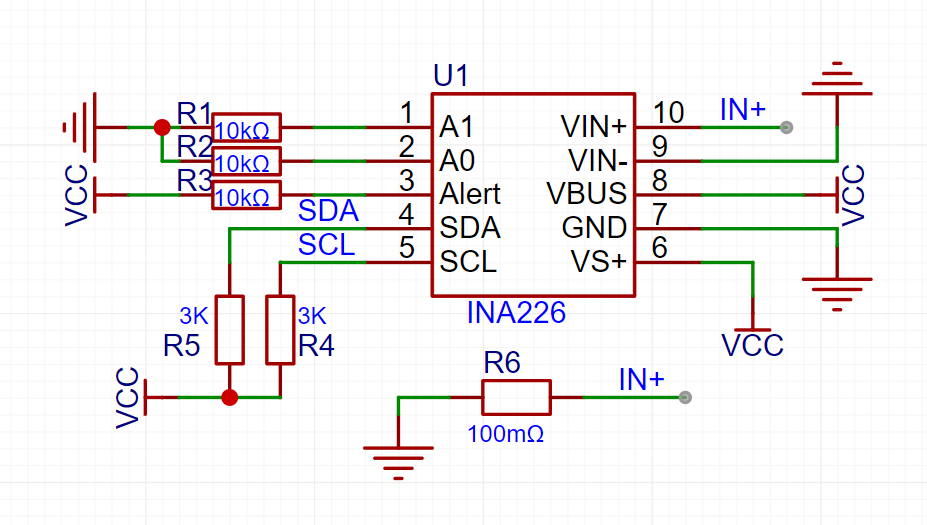 U1
R1
10kΩ
R2
10kΩ
R3
10kΩ
VCC
SDA
SCL
1
2
3
4
5
A1
A0
Alert
SDA
SCL
VIN+
VIN-
VBUS
GND
VS+
10
9
8
7
6
IN+
VCC
INA226
VCC
3K
R5
3K
R4
VCC
R6
100mΩ
IN+